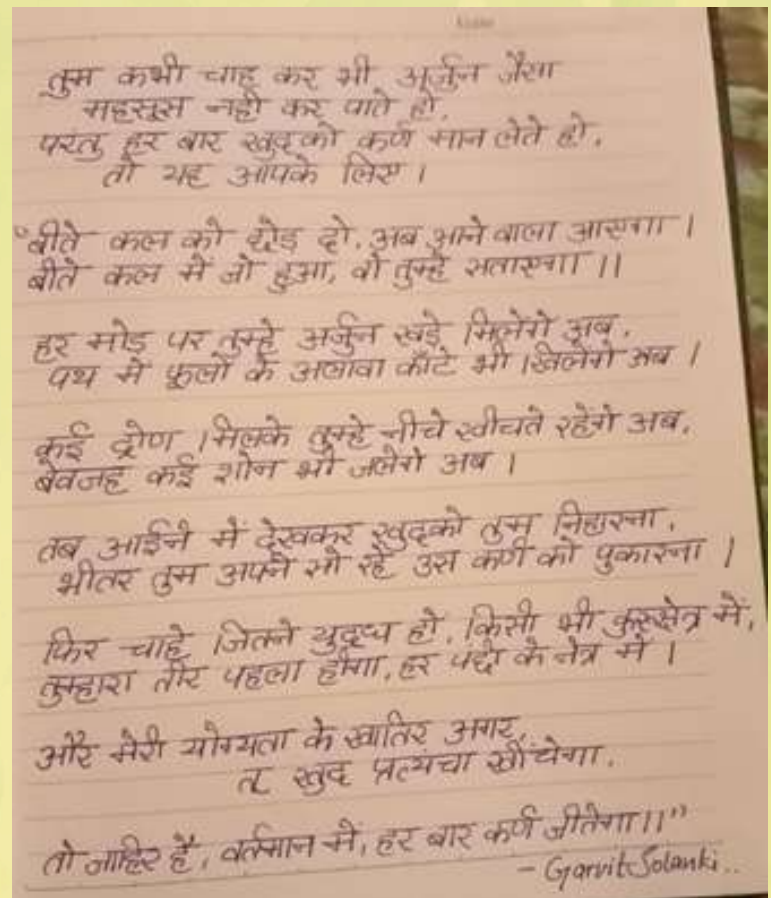 तुम कभी चाह कर भी अर्जुन जैसा
महसूस नही कर पाते हो,
परंतु हर बार खुदको कर्ण मान लेते हो,
तो यह आपके लिए ।
"बीते कल को छोड़ दो, अब आने वाला आएगा ।
बीते कल में जो हुआ, वो तुम्हे सताएगा ॥
हर मोड़ पर तुम्हे अर्जुन खड़े मिलेगे अब,
पथ में फूलों के अलावा काँटे भी खिलेगे अब ।
कई द्रोण मिलके तुम्हे नीचे खींचते रहेगे अब,
बेवजह कई शोन भी जलेगे अब ।
तब आईने में देखकर खुदको तुम निहारना,
भीतर तुम अपने सो रहे उस कर्ण को पुकारना ।
फिर चाहे जितने युद्ध हो, किसी भी कुरुक्षेत्र में,
तुम्हारा तीर पहला होगा, हर पक्षी के नेत्र में ।
और मेरी योग्यता के खातिर अगर,
तू खुद प्रत्यंचा खींचेगा,
तो जाहिर है, वर्तमान में, हर बार कर्ण जीतेगा ॥"
- Garvit Solanki..